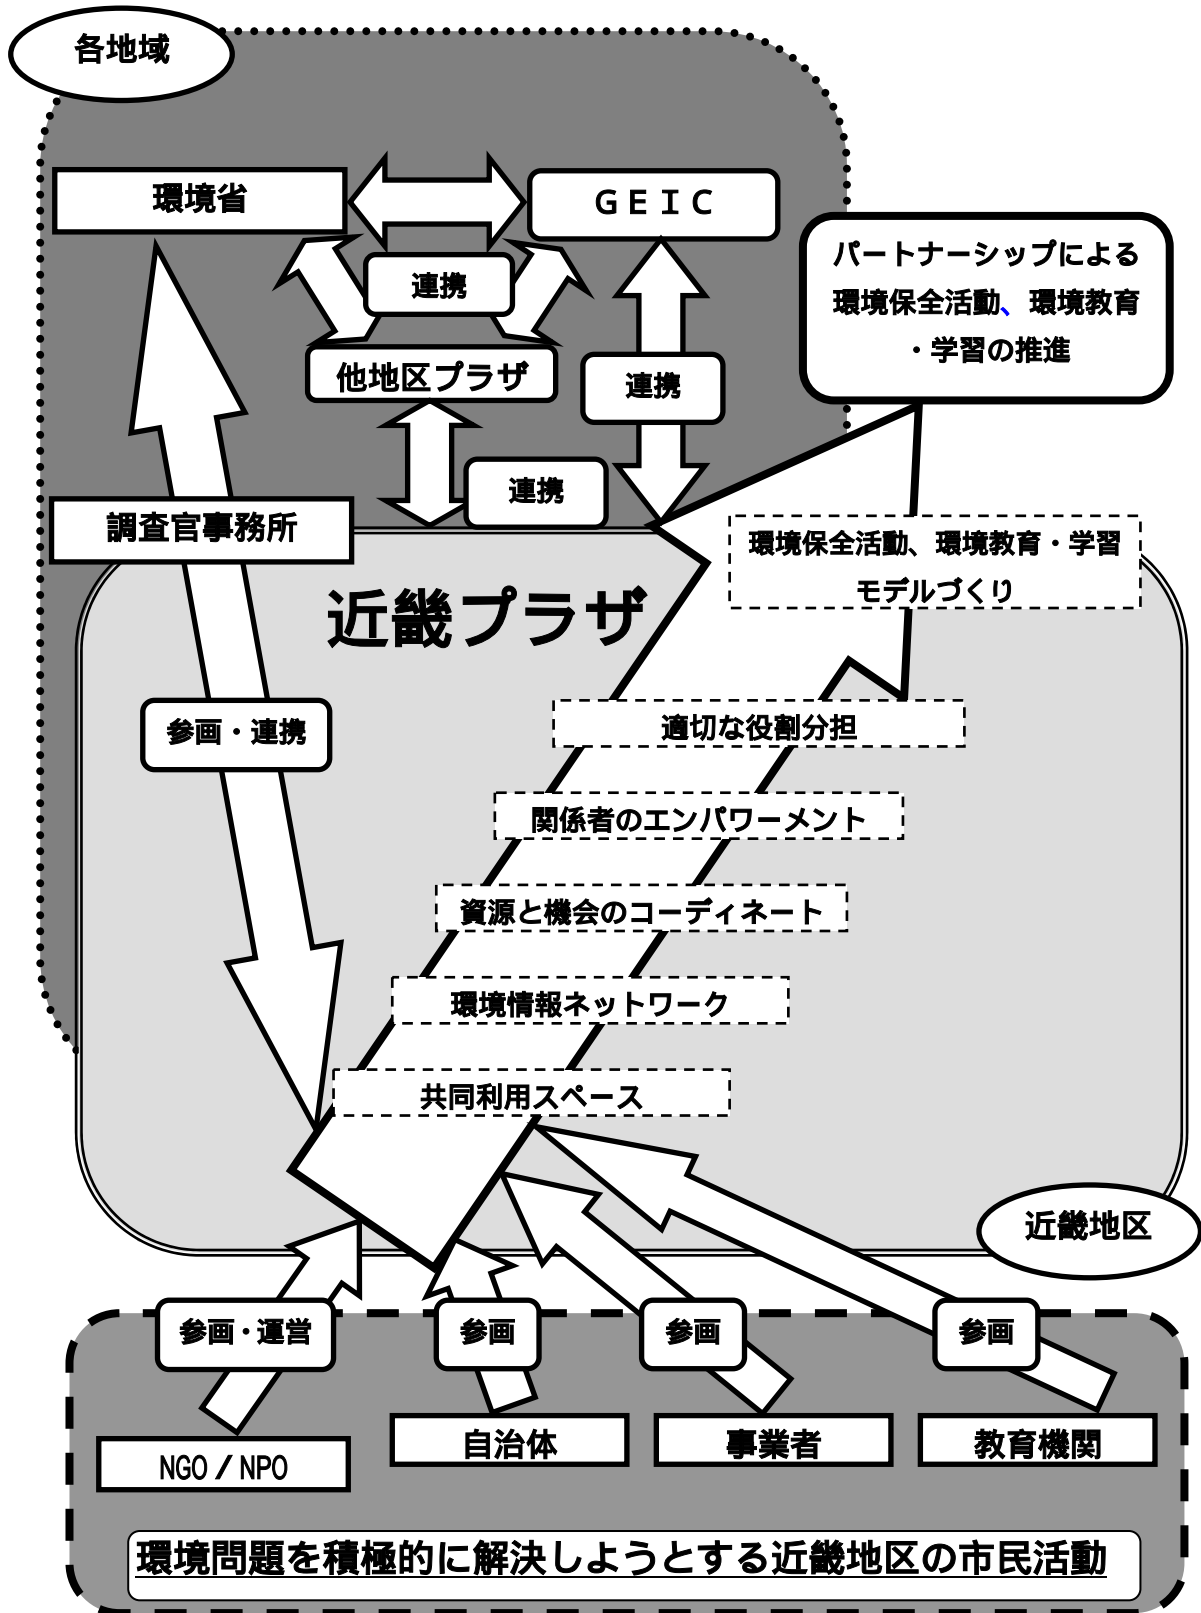 各地域
環境省
ＧＥＩＣ
パートナーシップによる
環境保全活動、環境教育
・学習の推進
連携
他地区プラザ
連携
連携
調査官事務所
環境保全活動、環境教育・学習
モデルづくり
近畿プラザ
参画・連携
適切な役割分担
関係者のエンパワーメント
資源と機会のコーディネート
環境情報ネットワーク
共同利用スペース
近畿地区
参画・運営
参画
参画
参画
NGO／NPO
自治体
事業者
教育機関
環境問題を積極的に解決しようとする近畿地区の市民活動